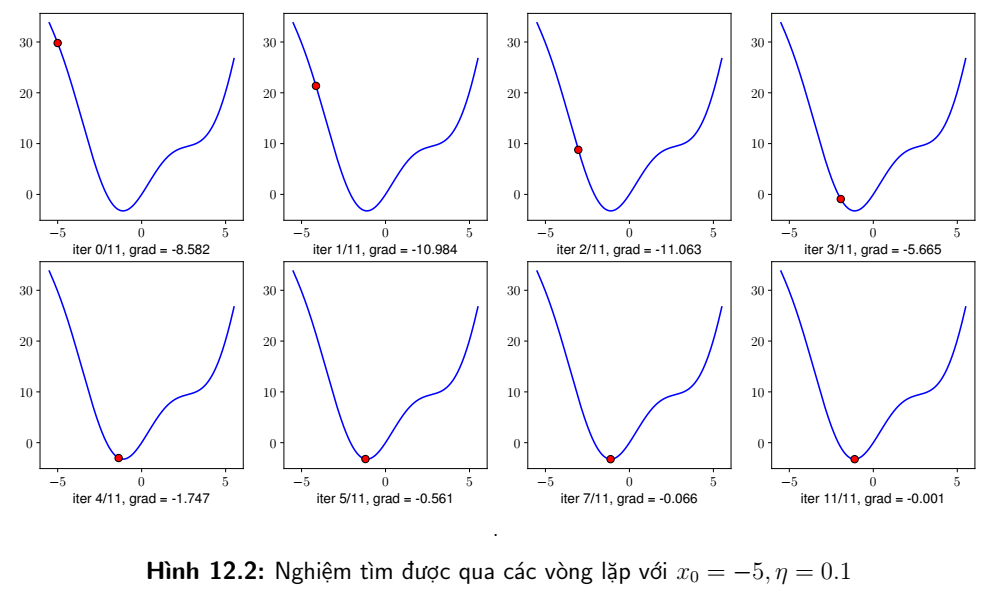 30
20
10
0
−5 0 5
iter 0/11, grad = -8.582
30
20
10
0
−5 0 5
iter 1/11, grad = -10.984
30
20
10
0
−5 0 5
iter 2/11, grad = -11.063
30
20
10
0
−5 0 5
iter 3/11, grad = -5.665
30
20
10
0
−5 0 5
iter 4/11, grad = -1.747
30
20
10
0
−5 0 5
iter 5/11, grad = -0.561
30
20
10
0
−5 0 5
iter 7/11, grad = -0.066
30
20
10
0
−5 0 5
iter 11/11, grad = -0.001
.
Hình 12.2: Nghiệm tìm được qua các vòng lặp với x₀ = −5, η = 0.1